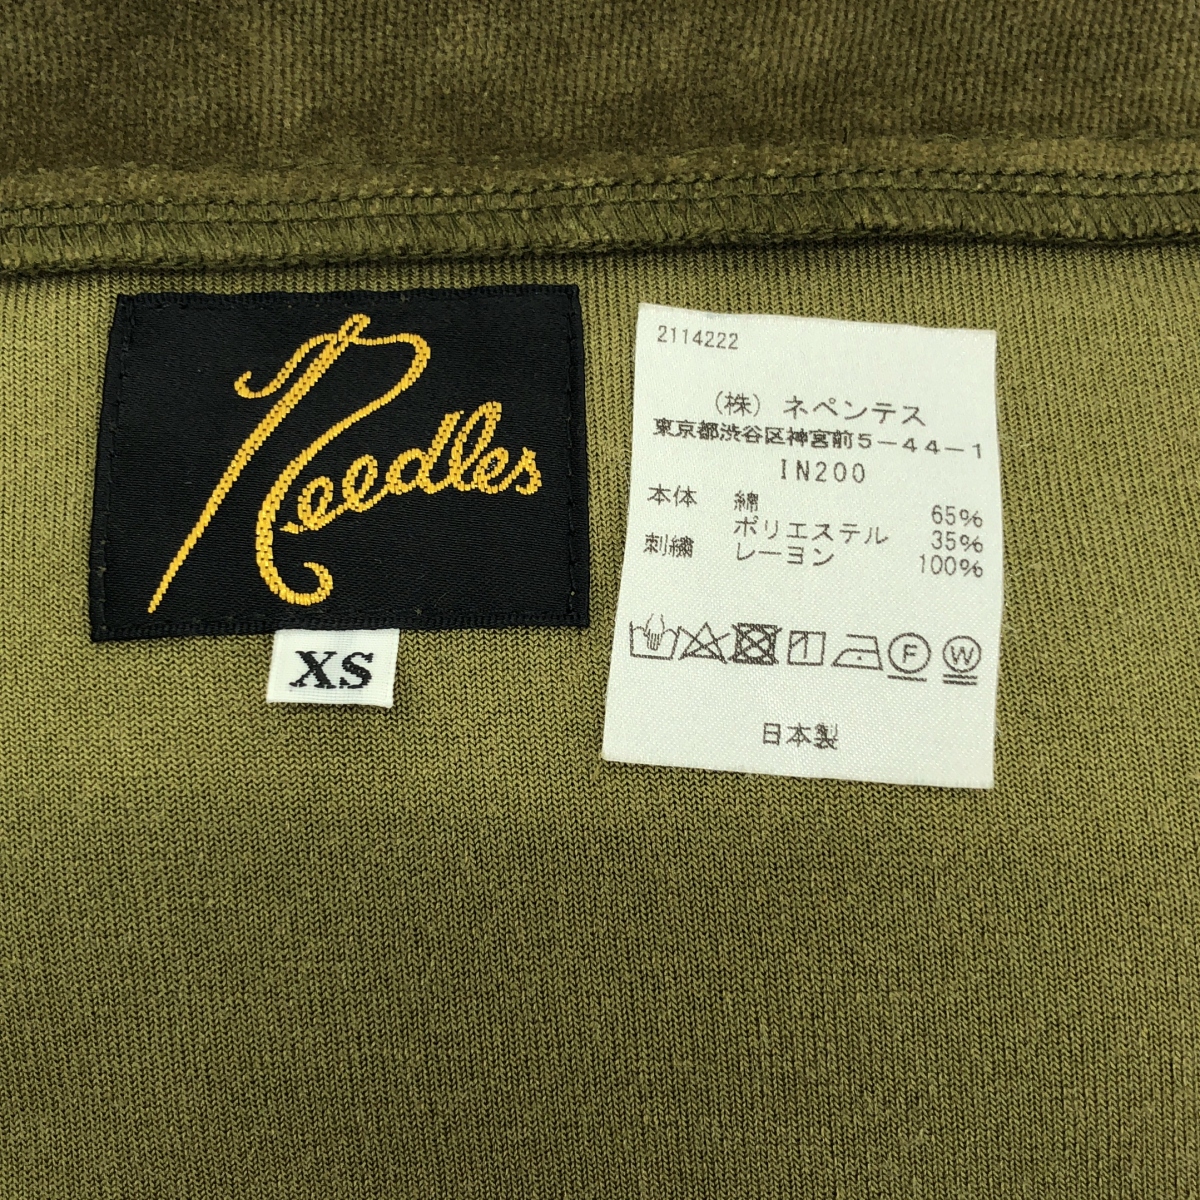 Needles
XS
2114222
(株) ネペンテス
東京都渋谷区神宮前5-44-1
IN200
本体 綿 65%
ポリエステル 35%
刺繍 レーヨン 100%
F W
日本製